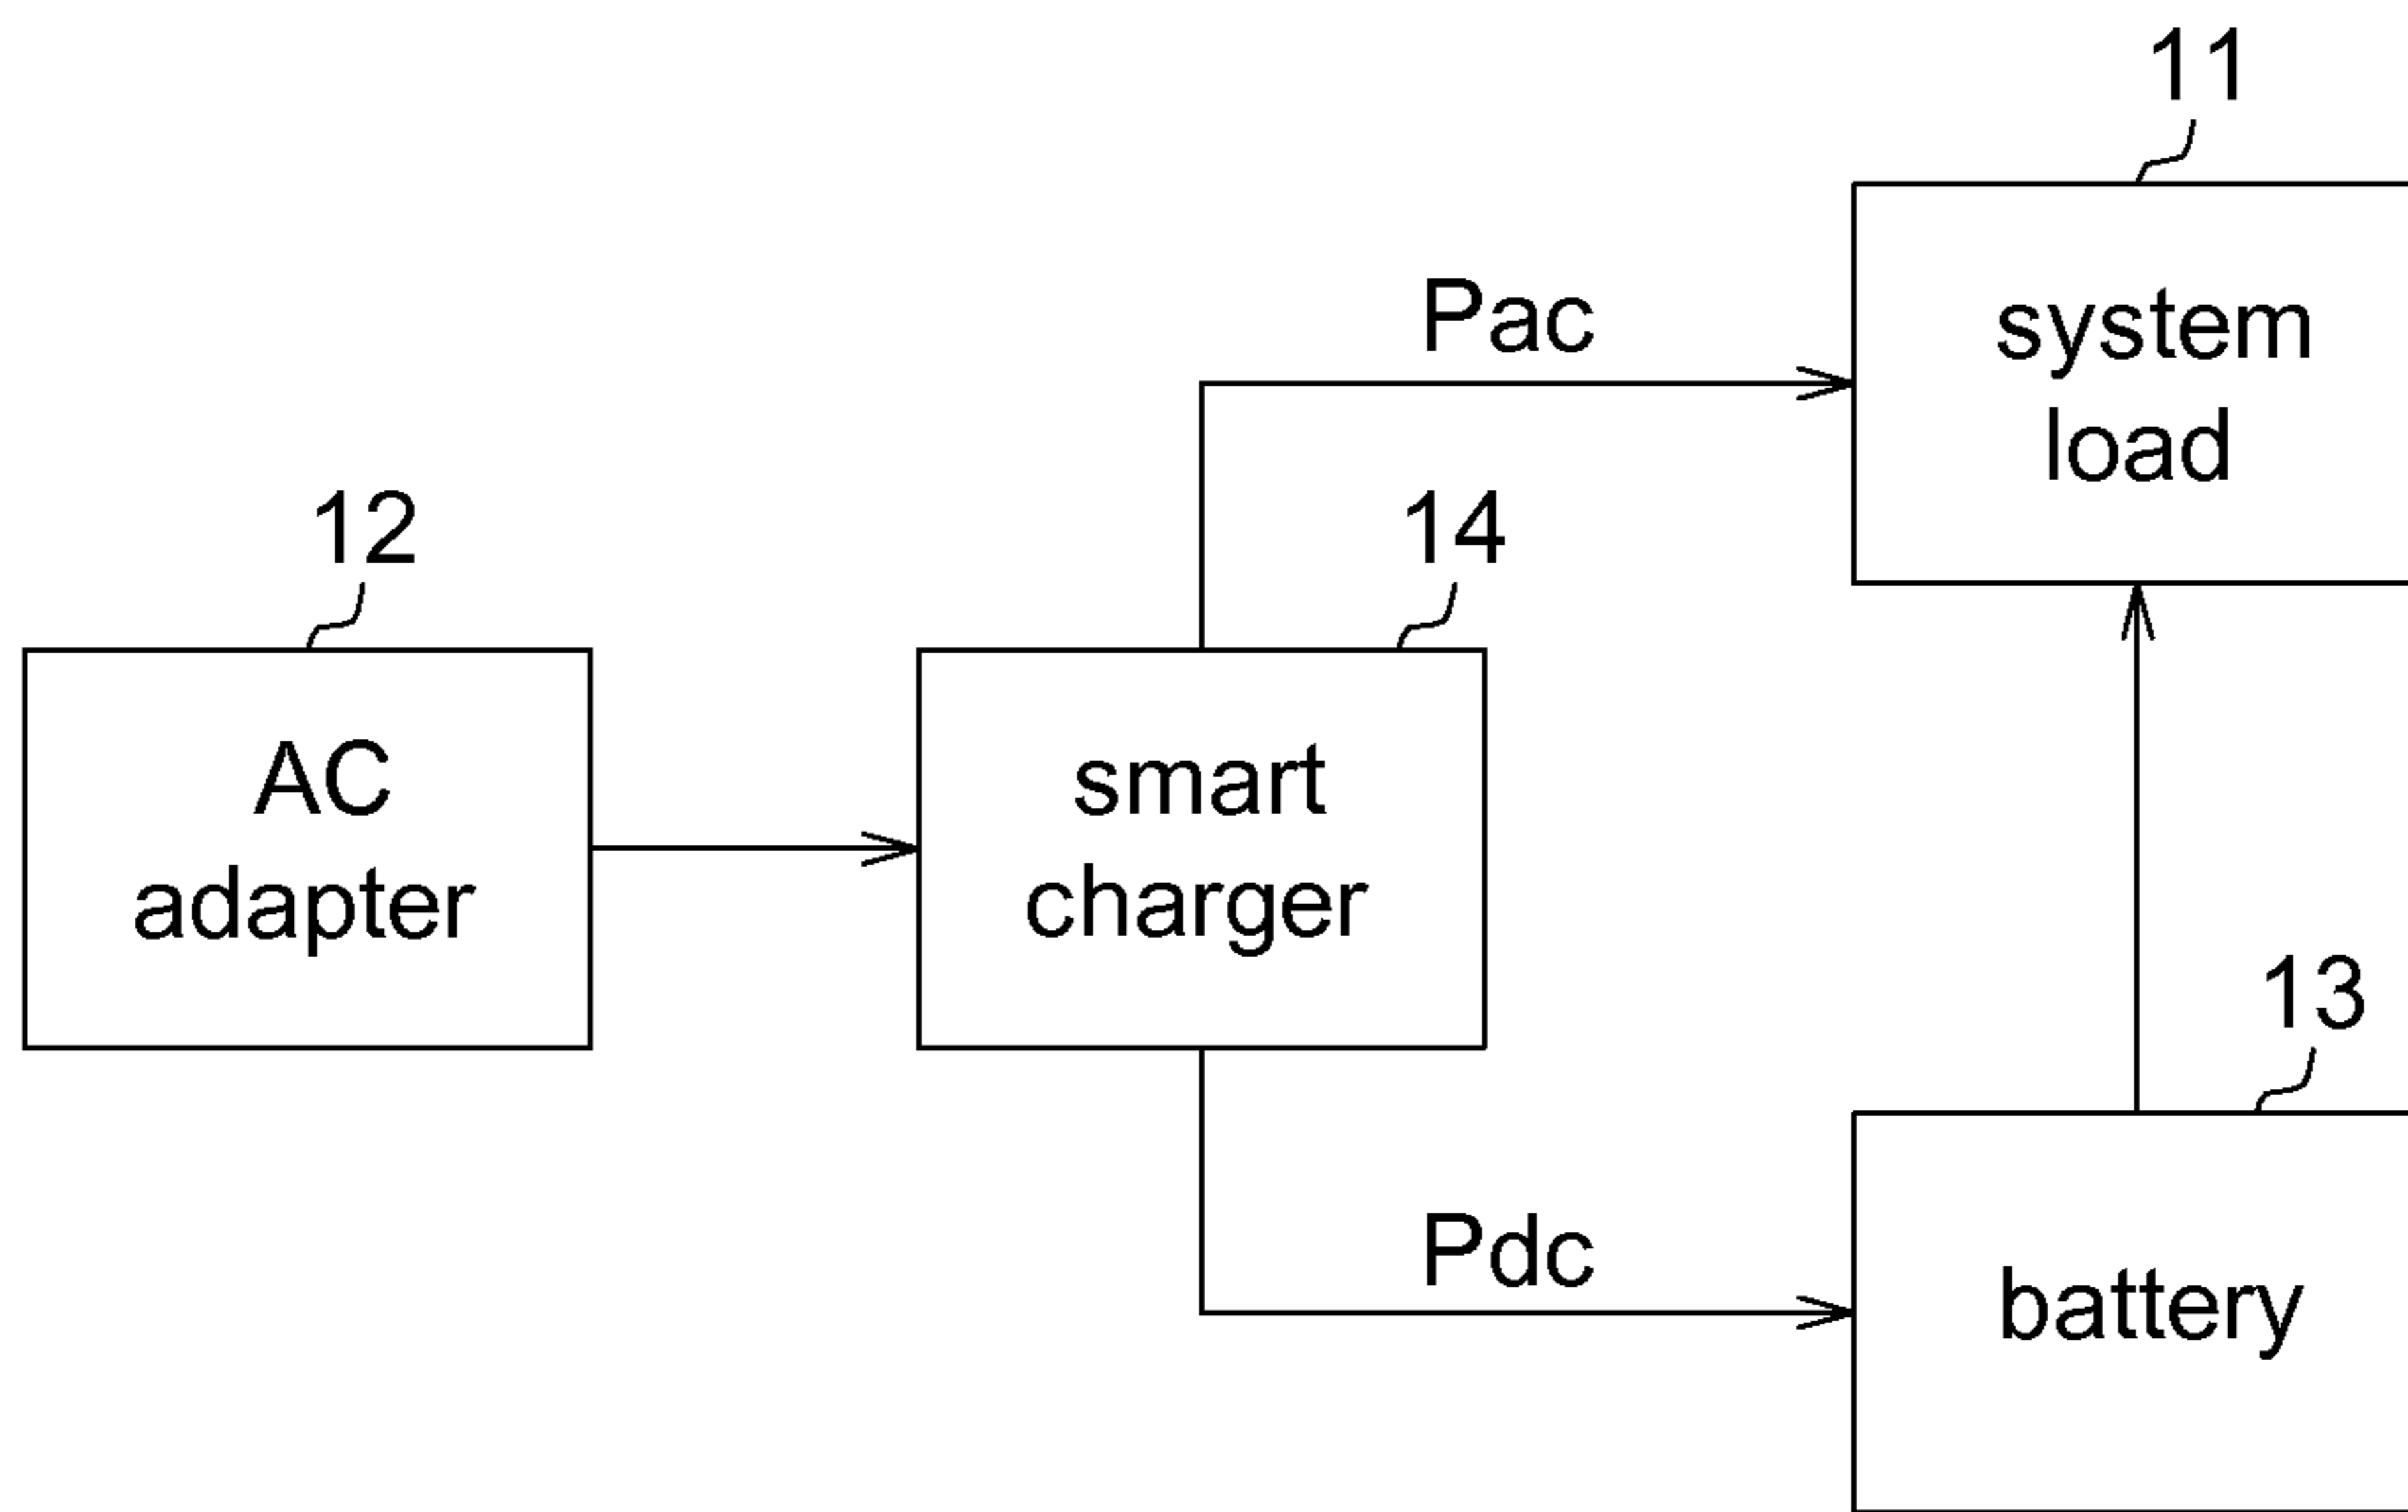 11
Pac
system
load
12
14
AC
adapter
smart
charger
13
Pdc
battery